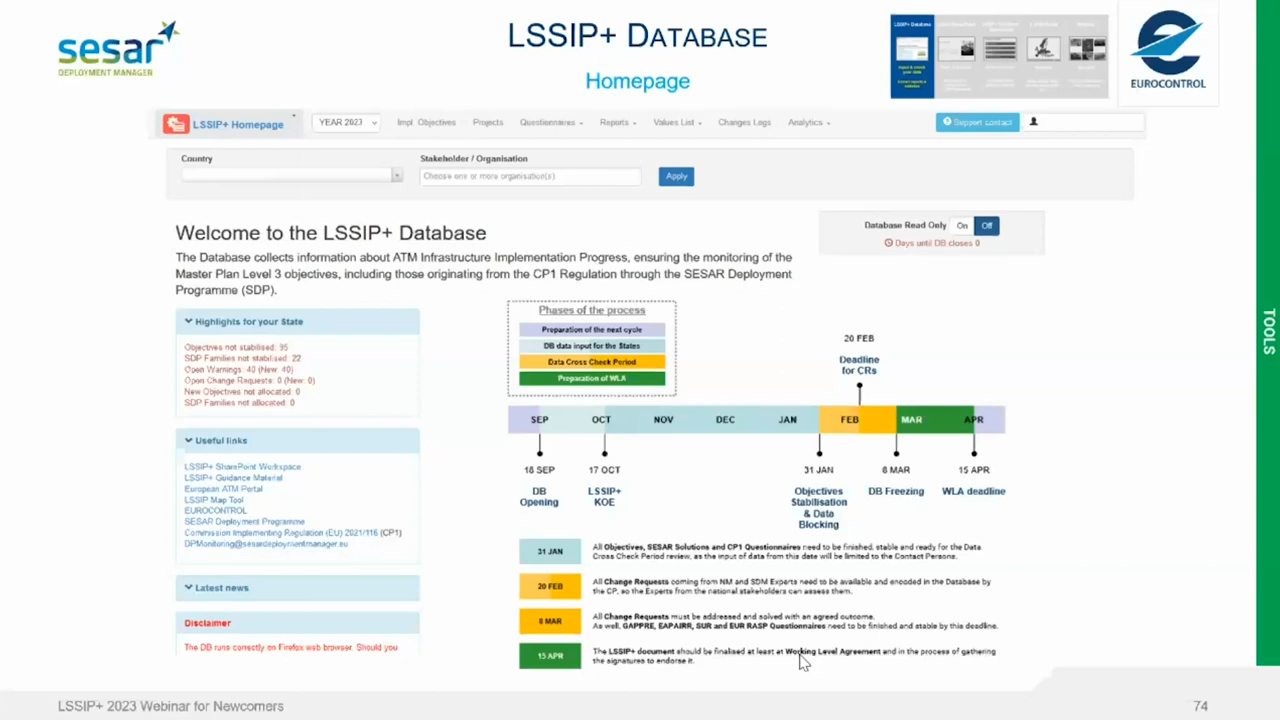 sesar
DEPLOYMENT MANAGER
LSSIP+ DATABASE
Homepage
LSSIP+ Database
EUROCONTROL
LSSIP+ Homepage
YEAR 2023
Impl. Objectives
Projects
Questionnaires
Reports
Values List
Changes Logs
Analytics
Support contact
Country
Stakeholder / Organisation
Choose one or more organisation(s)
Apply
Database Read Only
On
Off
Days until DB closes 0
Welcome to the LSSIP+ Database
The Database collects information about ATM Infrastructure Implementation Progress, ensuring the monitoring of the
Master Plan Level 3 objectives, including those originating from the CP1 Regulation through the SESAR Deployment
Programme (SDP).
Highlights for your State
Objectives not stabilised: 95
SDP Families not stabilised: 22
Open Warnings: 40 (New: 40)
Open Change Requests: 0 (New: 0)
New Objectives not allocated: 0
SDP Families not allocated: 0
Useful links
LSSIP+ SharePoint Workspace
LSSIP+ Guidance Material
European ATM Portal
LSSIP Map Tool
EUROCONTROL
SESAR Deployment Programme
Commission Implementing Regulation (EU) 2021/116 (CP1)
DPMonitoring@sesardeploymentmanager.eu
Latest news
Disclaimer
The DB runs correctly on Firefox web browser. Should you
Phases of the process
Preparation of the next cycle
DB data input for the States
Data Cross Check Period
Preparation of WLA
20 FEB
Deadline
for CRs
SEP
OCT
NOV
DEC
JAN
FEB
MAR
APR
18 SEP
DB
Opening
17 OCT
LSSIP+
KOE
31 JAN
Objectives
Stabilisation
& Data
Blocking
8 MAR
DB Freezing
15 APR
WLA deadline
31 JAN
All Objectives, SESAR Solutions and CP1 Questionnaires need to be finished, stable and ready for the Data
Cross Check Period review, as the input of data from this date will be limited to the Contact Persons.
20 FEB
All Change Requests coming from NM and SDM Experts need to be available and encoded in the Database by
the CP, so the Experts from the national stakeholders can assess them.
8 MAR
All Change Requests must be addressed and solved with an agreed outcome.
As well, GAPPRE, EAPAIRR, SUR and EUR RASP Questionnaires need to be finished and stable by this deadline.
15 APR
The LSSIP+ document should be finalised at least at Working Level Agreement and in the process of gathering
the signatures to endorse it.
TOOLS
LSSIP+ 2023 Webinar for Newcomers
74